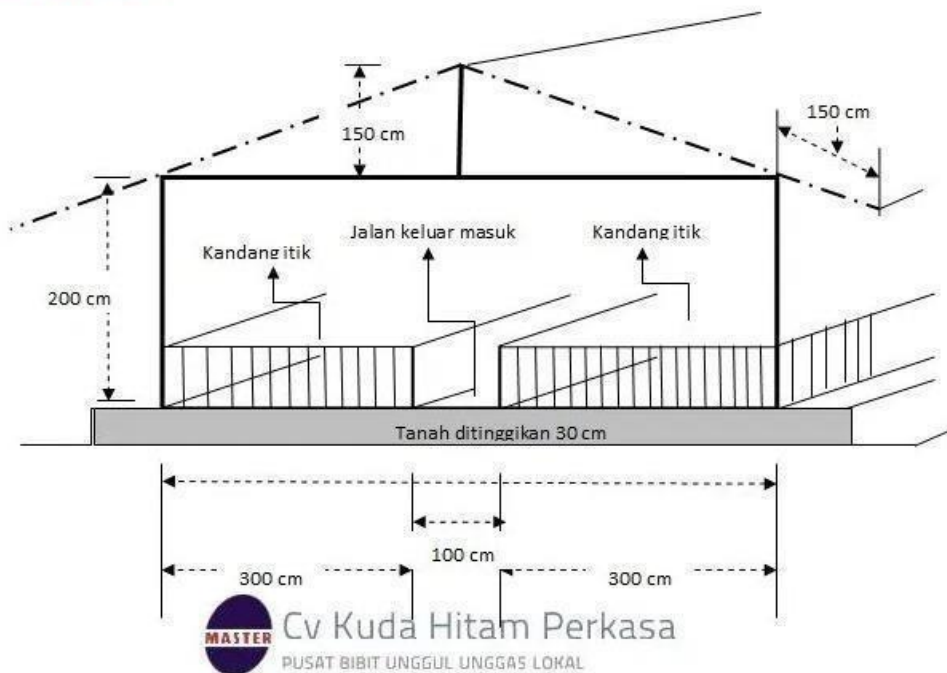 150 cm
150 cm
Jalan keluar masuk
Kandang itik
Kandang itik
200 cm
Tanah ditinggikan 30 cm
100 cm
300 cm
300 cm
MASTER
Cv Kuda Hitam Perkasa
PUSAT BIBIT UNGGUL UNGGAS LOKAL